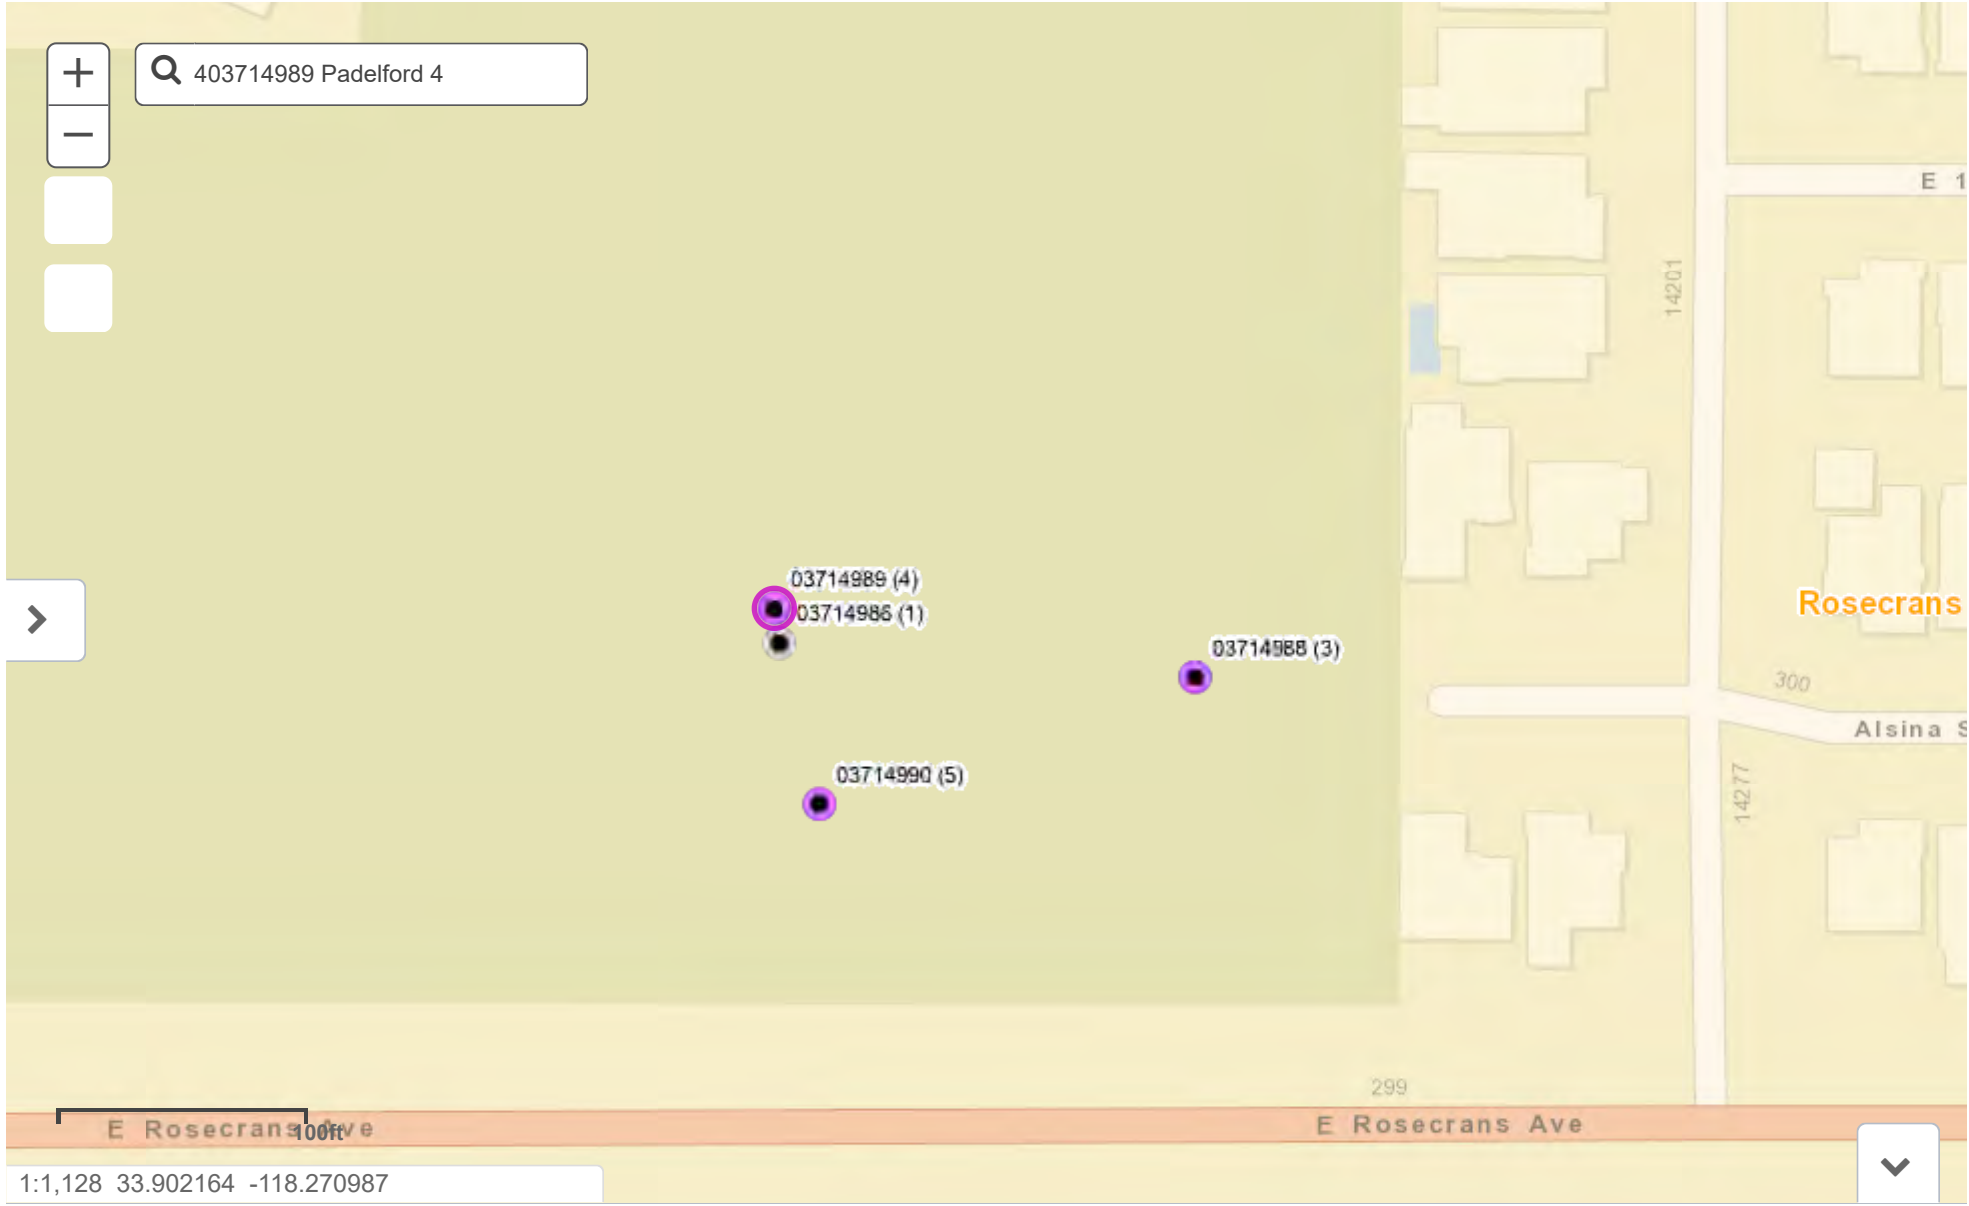 403714989 Padelford 4
E 1
14201
03714989 (4)
03714986 (1)
03714988 (3)
Rosecrans
300
Alsina S
14277
03714990 (5)
299
E Rosecrans Ave
100ft
E Rosecrans Ave
1:1,128 33.902164 -118.270987